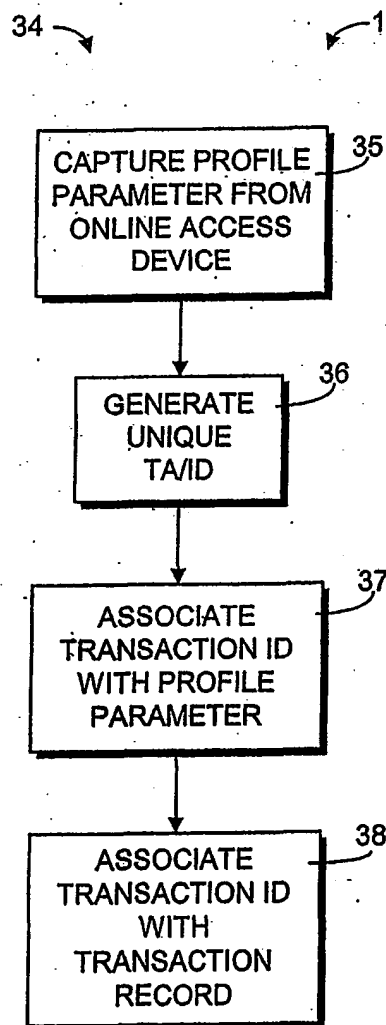 34
1
35
CAPTURE PROFILE
PARAMETER FROM
ONLINE ACCESS
DEVICE
36
GENERATE
UNIQUE
TA/ID
37
ASSOCIATE
TRANSACTION ID
WITH PROFILE
PARAMETER
38
ASSOCIATE
TRANSACTION ID
WITH
TRANSACTION
RECORD